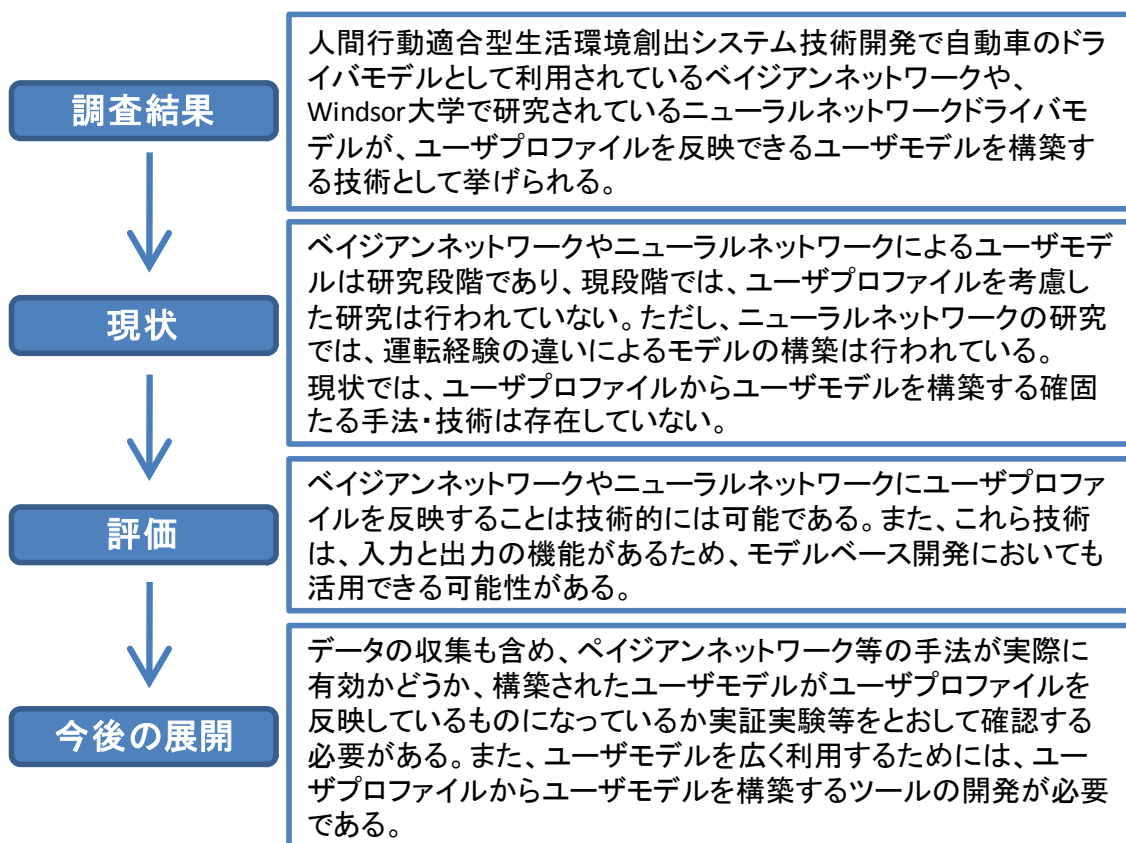 調査結果
人間行動適合型生活環境創出システム技術開発で自動車のドラ
イバモデルとして利用されているベイジアンネットワークや、
Windsor大学で研究されているニューラルネットワークドライバモ
デルが、ユーザプロファイルを反映できるユーザモデルを構築す
る技術として挙げられる。
現状
ベイジアンネットワークやニューラルネットワークによるユーザモデ
ルは研究段階であり、現段階では、ユーザプロファイルを考慮し
た研究は行われていない。ただし、ニューラルネットワークの研究
では、運転経験の違いによるモデルの構築は行われている。
現状では、ユーザプロファイルからユーザモデルを構築する確固
たる手法・技術は存在していない。
評価
ベイジアンネットワークやニューラルネットワークにユーザプロファ
イルを反映することは技術的には可能である。また、これら技術
は、入力と出力の機能があるため、モデルベース開発においても
活用できる可能性がある。
今後の展開
データの収集も含め、ペイジアンネットワーク等の手法が実際に
有効かどうか、構築されたユーザモデルがユーザプロファイルを
反映しているものになっているか実証実験等をとおして確認する
必要がある。また、ユーザモデルを広く利用するためには、ユー
ザプロファイルからユーザモデルを構築するツールの開発が必要
である。